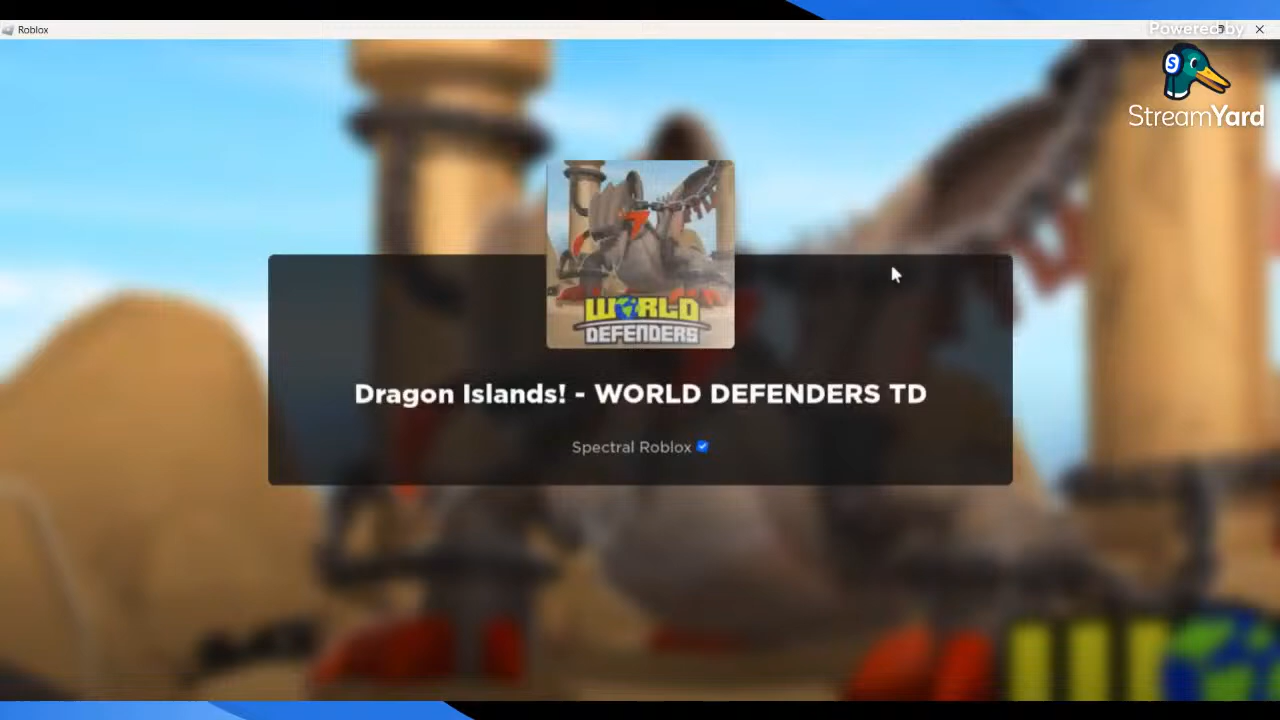 Roblox
Powered by
StreamYard
WORLD
DEFENDERS
Dragon Islands! - WORLD DEFENDERS TD
Spectral Roblox